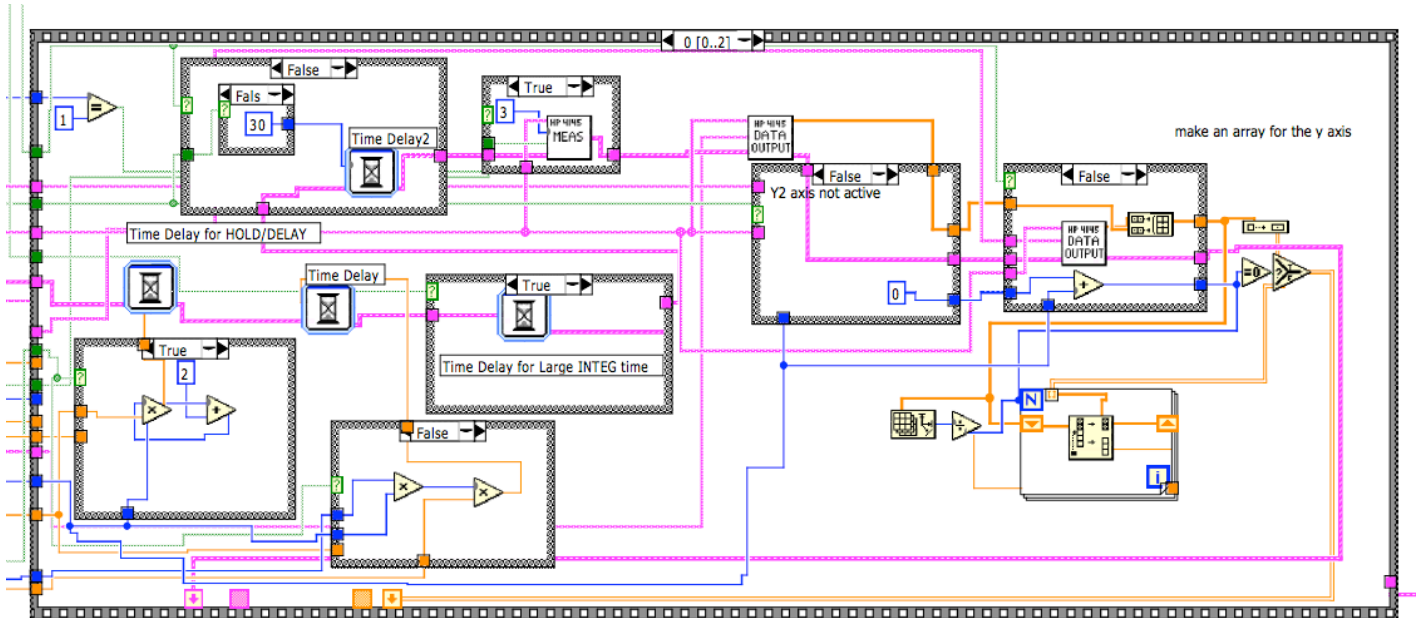 0 [0..2]
False
True
Fals
3
1
30
HP 4145
MEAS
HP 4145
DATA
OUTPUT
make an array for the y axis
Time Delay2
False
False
Y2 axis not active
HP 4145
DATA
OUTPUT
Time Delay for HOLD/DELAY
Time Delay
True
0
=0
True
2
Time Delay for Large INTEG time
N
False
i